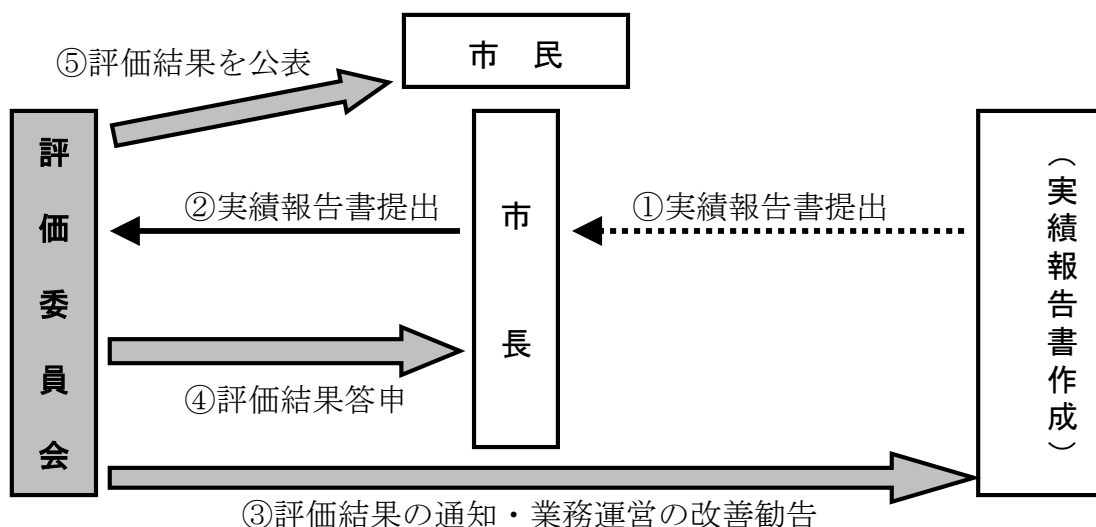 市　民
⑤評価結果を公表
評価委員会
②実績報告書提出
市長
①実績報告書提出
（実績報告書作成）
④評価結果答申
③評価結果の通知・業務運営の改善勧告